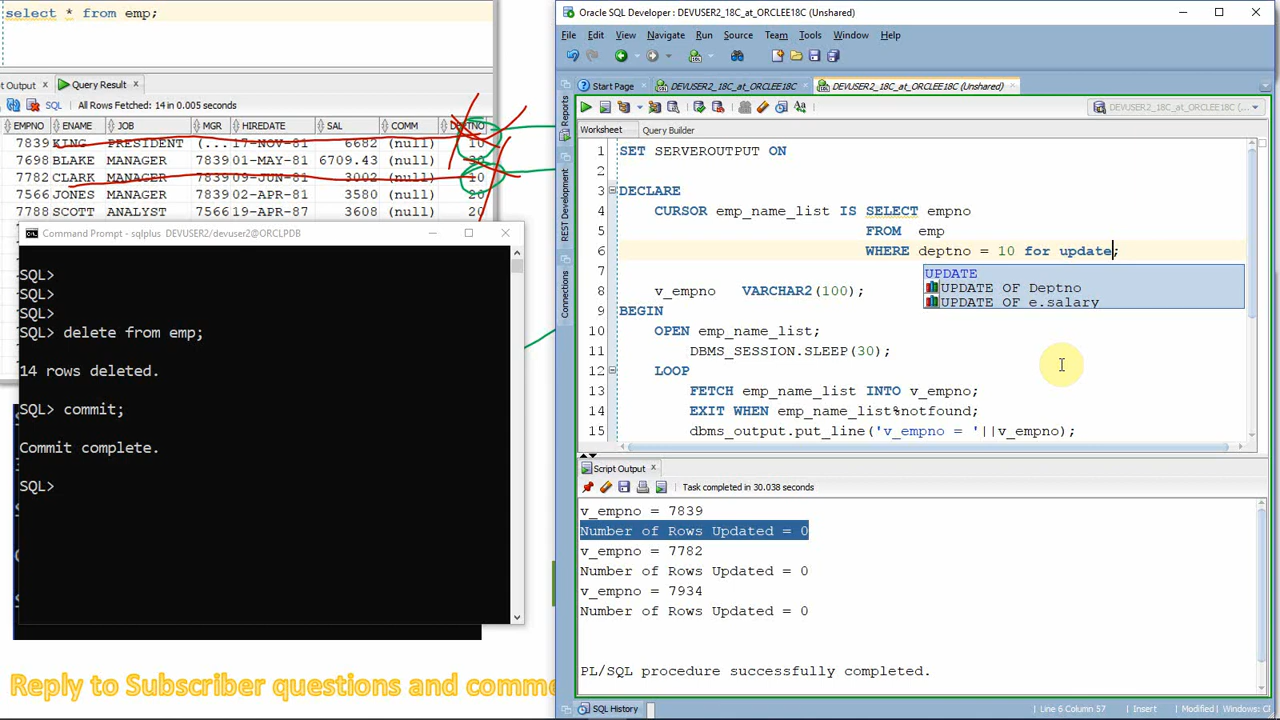 select * from emp;
t Output Query Result
SQL All Rows Fetched: 14 in 0.005 seconds
EMPNO ENAME JOB MGR HIREDATE SAL COMM DEPTNO
7839 KING PRESIDENT (... 17-NOV-81 6682 (null) 10
7698 BLAKE MANAGER 7839 01-MAY-81 6709.43 (null)
7782 CLARK MANAGER 7839 09-JUN-81 3002 (null) 10
7566 JONES MANAGER 7839 02-APR-81 3580 (null) 20
7788 SCOTT ANALYST 7566 19-APR-87 3608 (null) 20
Command Prompt - sqlplus DEVUSER2/devuser2@ORCLPDB
SQL>
SQL>
SQL>
SQL> delete from emp;
14 rows deleted.
SQL> commit;
Commit complete.
SQL>
Reply to Subscriber questions and comme
Oracle SQL Developer : DEVUSER2_18C_at_ORCLEE18C (Unshared)
File Edit View Navigate Run Source Team Tools Window Help
Start Page DEVUSER2_18C_at_ORCLEE18C DEVUSER2_18C_at_ORCLEE18C (Unshared)
DEVUSER2_18C_at_ORCLEE18C (...
Reports
REST Development
Connections
Worksheet Query Builder
1 SET SERVEROUTPUT ON
2
3 DECLARE
4 CURSOR emp_name_list IS SELECT empno
5 FROM emp
6 WHERE deptno = 10 for update;
UPDATE
UPDATE OF Deptno
UPDATE OF e.salary
7
8 v_empno VARCHAR2(100);
9 BEGIN
10 OPEN emp_name_list;
11 DBMS_SESSION.SLEEP(30);
12 LOOP
13 FETCH emp_name_list INTO v_empno;
14 EXIT WHEN emp_name_list%notfound;
15 dbms_output.put_line('v_empno = '||v_empno);
Script Output
Task completed in 30.038 seconds
v_empno = 7839
Number of Rows Updated = 0
v_empno = 7782
Number of Rows Updated = 0
v_empno = 7934
Number of Rows Updated = 0
PL/SQL procedure successfully completed.
SQL History Line 6 Column 57 Insert Modified Windows: CF